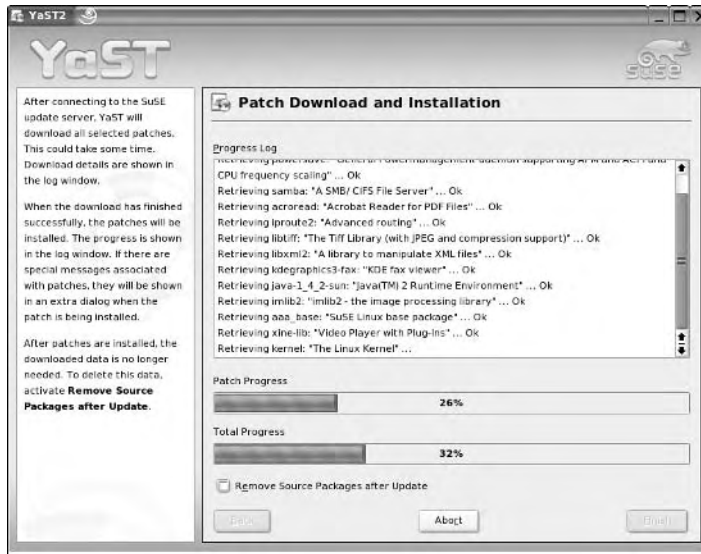 YaST2
YaST
SUSE
After connecting to the SuSE
update server, YaST will
download all selected patches.
This could take some time.
Download details are shown in
the log window.
When the download has finished
successfully, the patches will be
installed. The progress is shown
in the log window. If there are
special messages associated
with patches, they will be shown
in an extra dialog when the
patch is being installed.
After patches are installed, the
downloaded data is no longer
needed. To delete this data,
activate Remove Source
Packages after Update.
Patch Download and Installation
Progress Log
CPU frequency scaling" ... Ok
Retrieving samba: "A SMB/ CIFS File Server" ... Ok
Retrieving acroread: "Acrobat Reader for PDF Files" ... Ok
Retrieving iproute2: "Advanced routing" ... Ok
Retrieving libtiff: "The Tiff Library (with JPEG and compression support)" ... Ok
Retrieving libxml2: "A library to manipulate XML files" ... Ok
Retrieving kdegraphics3-fax: "KDE fax viewer" ... Ok
Retrieving java-1_4_2-sun: "Java(TM) 2 Runtime Environment" ... Ok
Retrieving imlib2: "imlib2 - the image processing library" ... Ok
Retrieving aaa_base: "SuSE Linux base package" ... Ok
Retrieving xine-lib: "Video Player with Plug-Ins" ... Ok
Retrieving kernel: "The Linux Kernel" ...
Patch Progress
26%
Total Progress
32%
Remove Source Packages after Update
Back
Abort
Finish